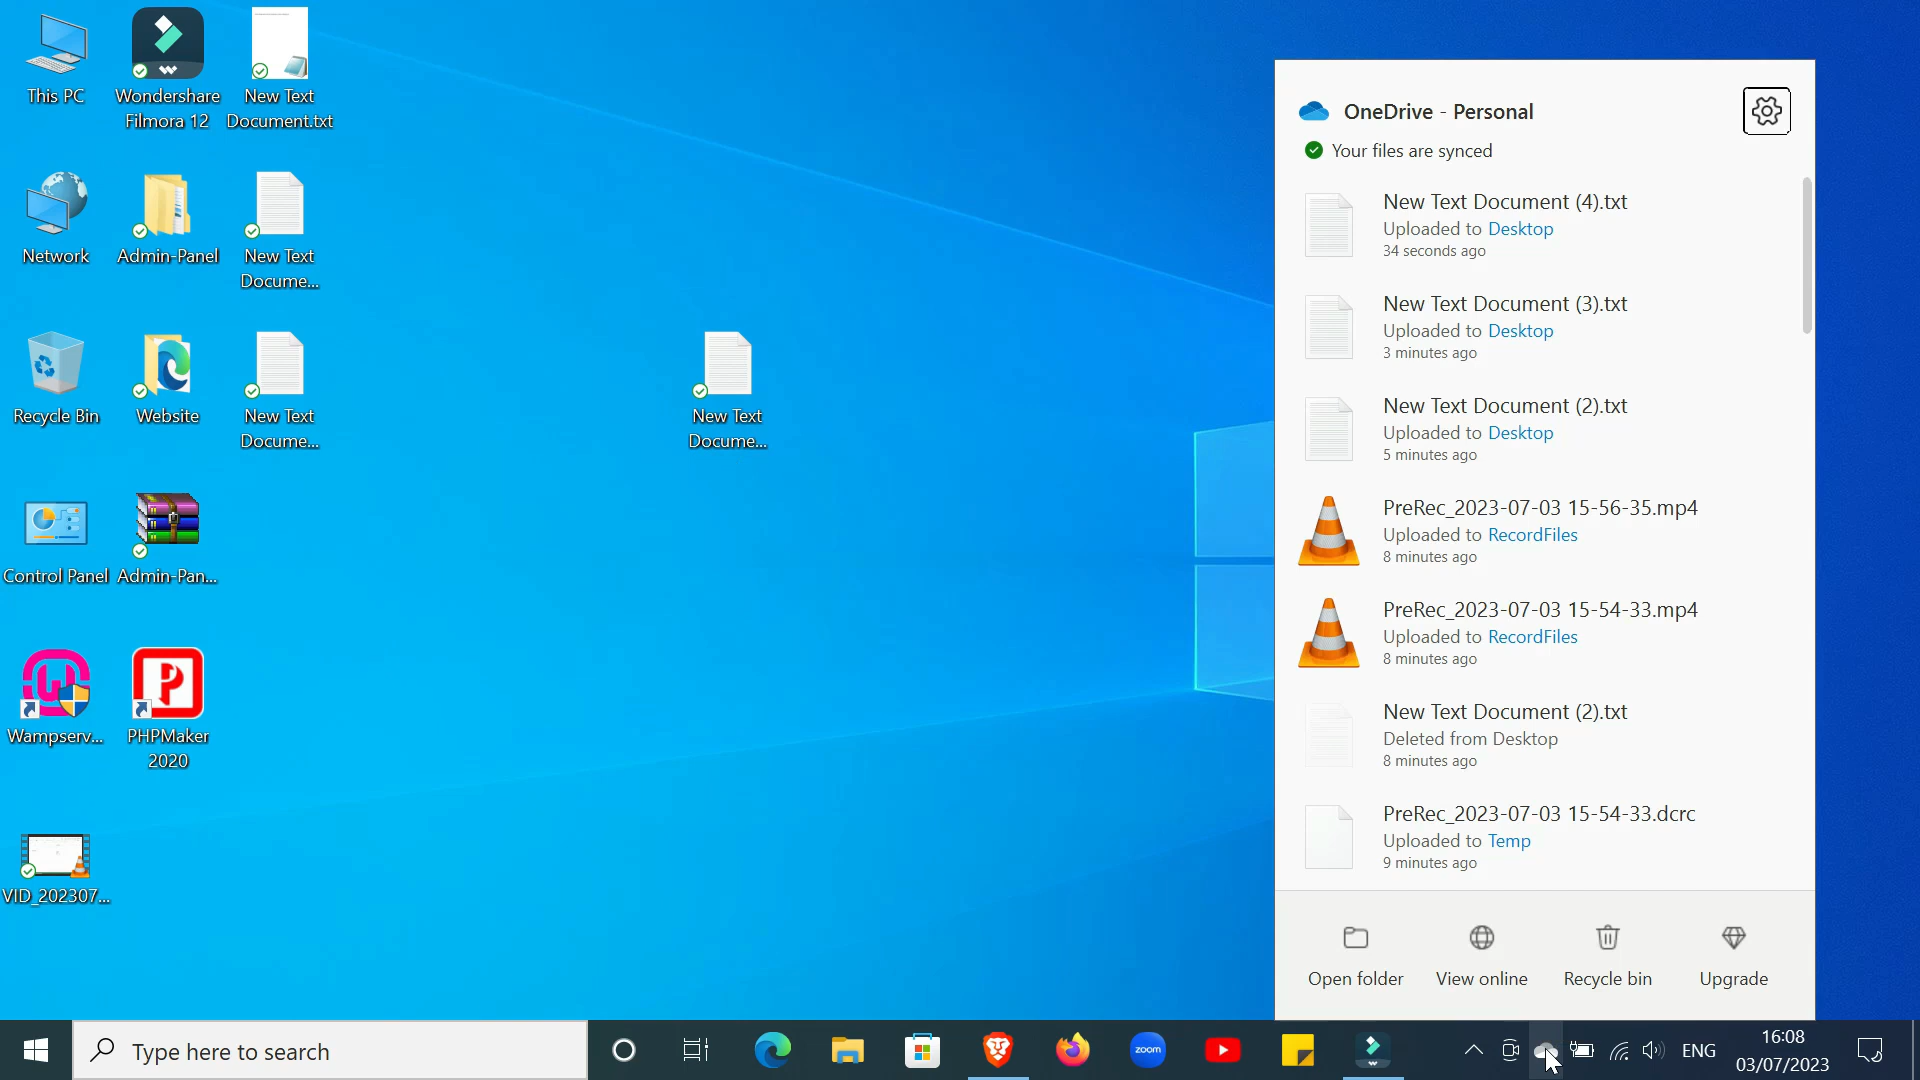 This PC
Wondershare
Filmora 12
New Text
Document.txt
Network
Admin-Panel
New Text
Docume...
Recycle Bin
Website
New Text
Docume...
New Text
Docume...
Control Panel
Admin-Pan...
Wampserv...
PHPMaker
2020
VID_202307...
OneDrive - Personal
Your files are synced
New Text Document (4).txt
Uploaded to Desktop
34 seconds ago
New Text Document (3).txt
Uploaded to Desktop
3 minutes ago
New Text Document (2).txt
Uploaded to Desktop
5 minutes ago
PreRec_2023-07-03 15-56-35.mp4
Uploaded to RecordFiles
8 minutes ago
PreRec_2023-07-03 15-54-33.mp4
Uploaded to RecordFiles
8 minutes ago
New Text Document (2).txt
Deleted from Desktop
8 minutes ago
PreRec_2023-07-03 15-54-33.dcrc
Uploaded to Temp
9 minutes ago
Open folder
View online
Recycle bin
Upgrade
Type here to search
zoom
ENG
16:08
03/07/2023